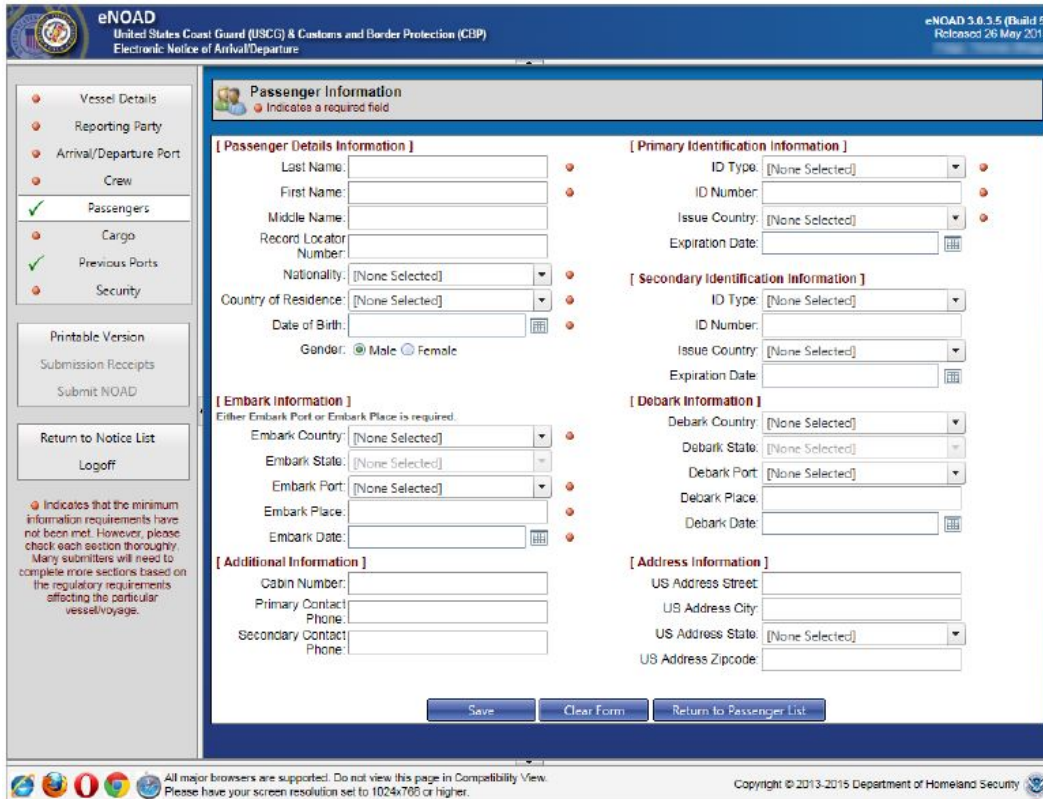 eNOAD
United States Coast Guard (USCG) & Customs and Border Protection (CBP)
Electronic Notice of Arrival/Departure
eNOAD 3.0.3.5 (Build 5
Released 26 May 201
Vessel Details
Reporting Party
Arrival/Departure Port
Crew
Passengers
Cargo
Previous Ports
Security
Printable Version
Submission Receipts
Submit NOAD
Return to Notice List
Logoff
Indicates that the minimum
information requirements have
not been met. However, please
check each section thoroughly.
Many submitters will need to
complete more sections based on
the regulatory requirements
affecting the particular
vessel/voyage.
Passenger Information
Indicates a required field
[ Passenger Details Information ]
Last Name:
First Name:
Middle Name:
Record Locator
Number:
Nationality: [None Selected]
Country of Residence: [None Selected]
Date of Birth:
Gender: Male Female
[ Embark Information ]
Either Embark Port or Embark Place is required.
Embark Country: [None Selected]
Embark State: [None Selected]
Embark Port: [None Selected]
Embark Place:
Embark Date:
[ Additional Information ]
Cabin Number:
Primary Contact
Phone:
Secondary Contact
Phone:
[ Primary Identification Information ]
ID Type: [None Selected]
ID Number:
Issue Country: [None Selected]
Expiration Date:
[ Secondary Identification Information ]
ID Type: [None Selected]
ID Number:
Issue Country: [None Selected]
Expiration Date:
[ Debark Information ]
Debark Country: [None Selected]
Debark State: [None Selected]
Debark Port: [None Selected]
Debark Place:
Debark Date:
[ Address Information ]
US Address Street:
US Address City:
US Address State: [None Selected]
US Address Zipcode:
Save
Clear Form
Return to Passenger List
All major browsers are supported. Do not view this page in Compatibility View.
Please have your screen resolution set to 1024x768 or higher.
Copyright © 2013-2015 Department of Homeland Security